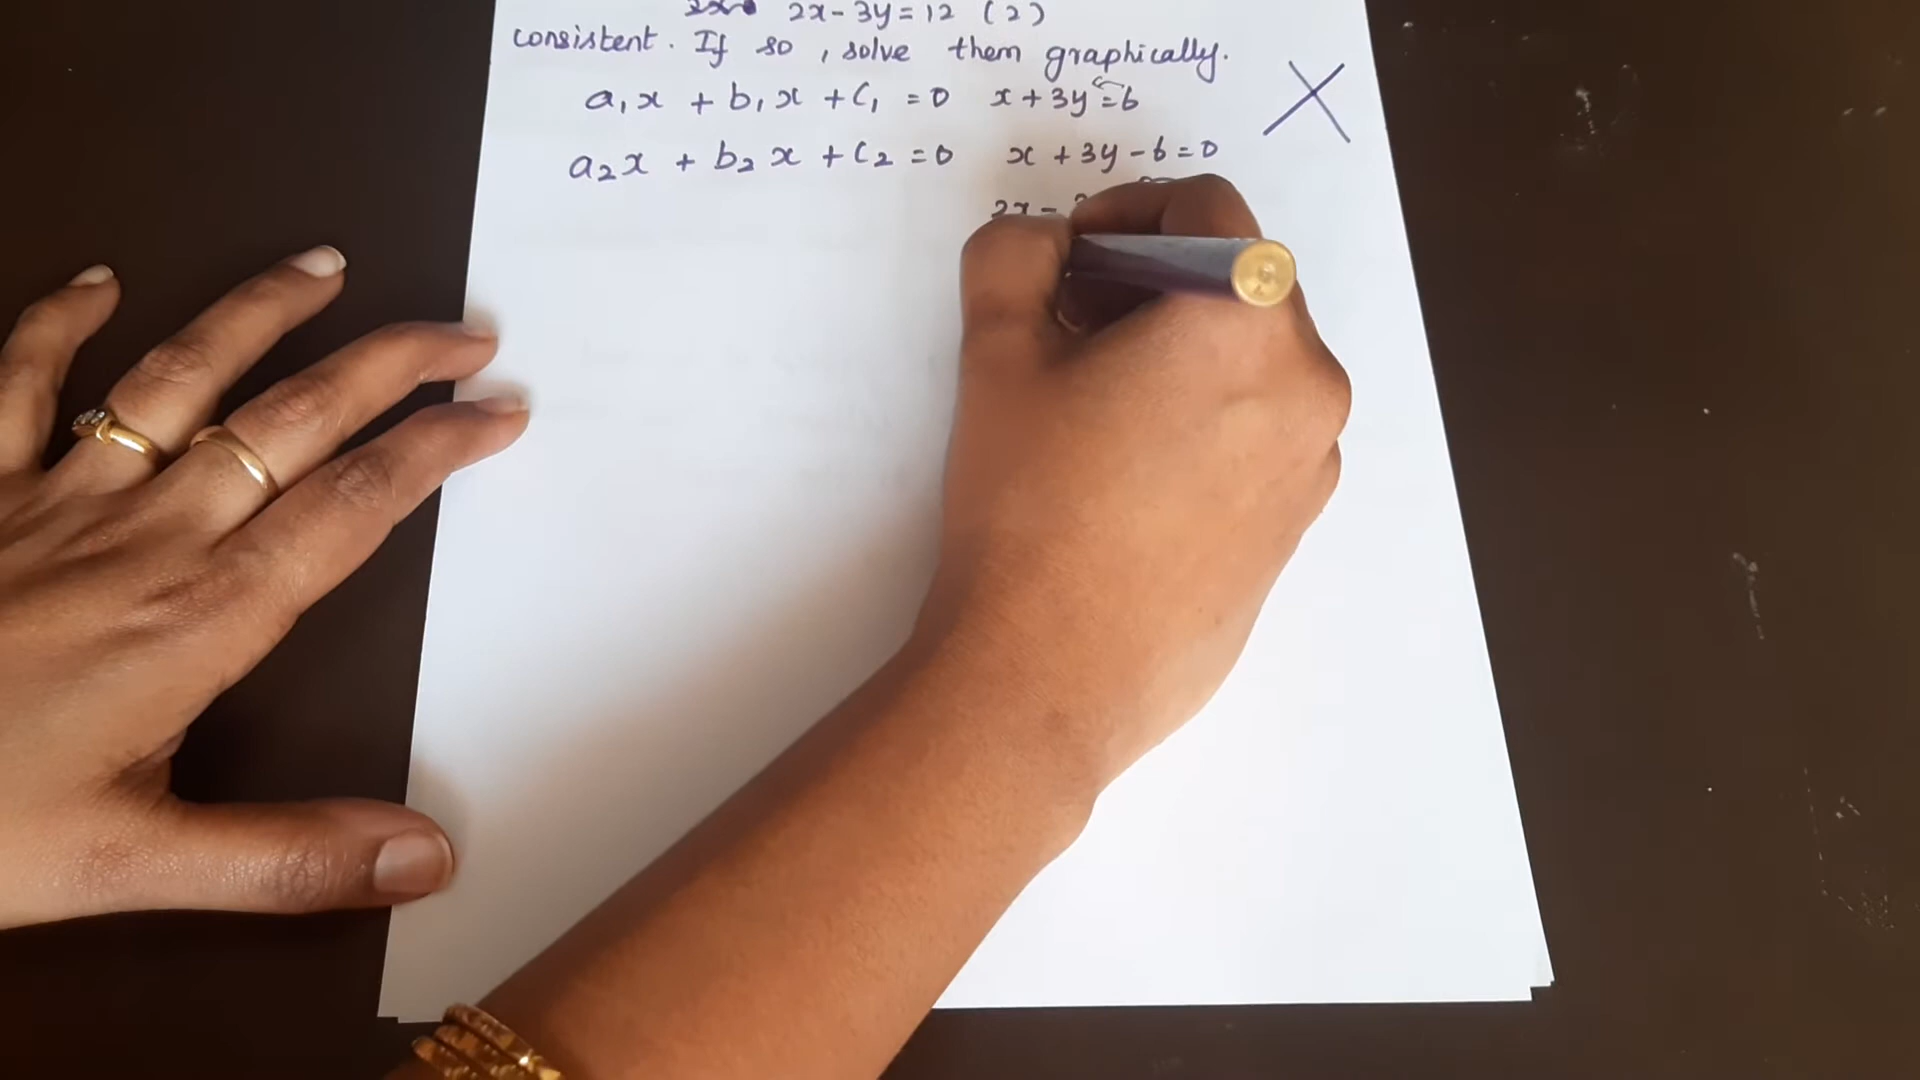 2x - 3y = 12 (2)
consistent. If so, solve them graphically.
a₁x + b₁x + C₁ = 0 x + 3y = 6
a₂x + b₂x + C₂ = 0 x + 3y - 6 = 0
2x -